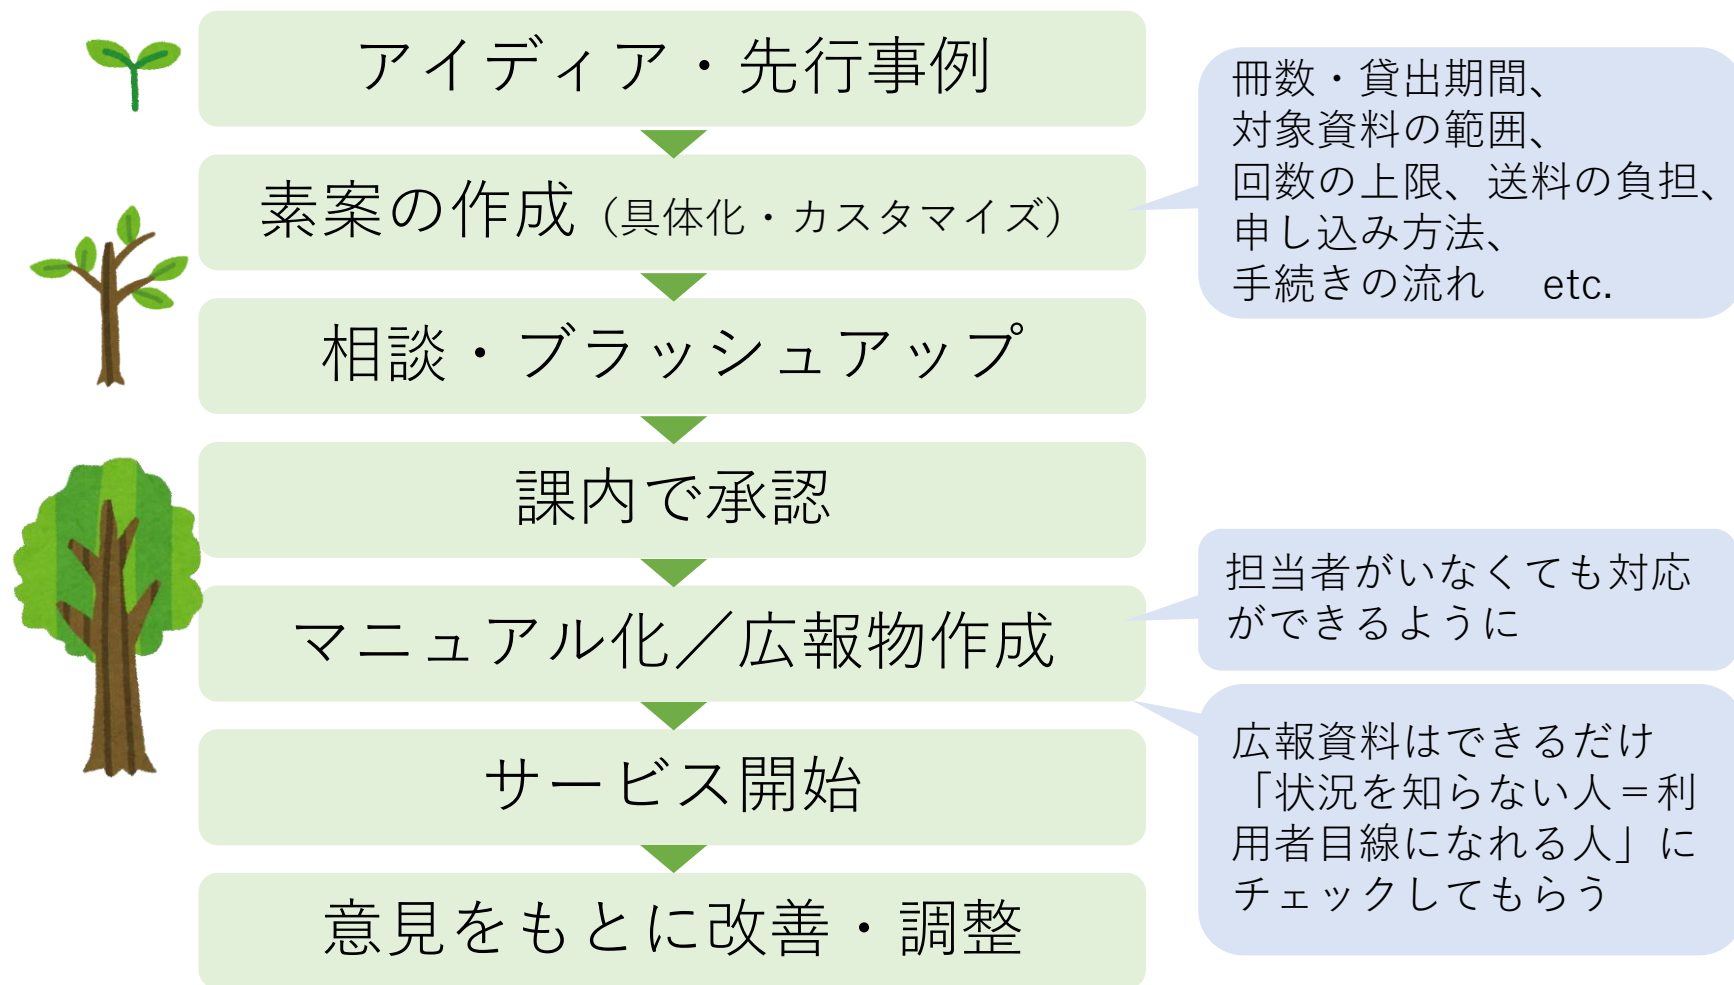 アイディア・先行事例
素案の作成（具体化・カスタマイズ）
冊数・貸出期間、
対象資料の範囲、
回数の上限、送料の負担、
申し込み方法、
手続きの流れ　etc.
相談・ブラッシュアップ
課内で承認
マニュアル化／広報物作成
担当者がいなくても対応
ができるように
広報資料はできるだけ
「状況を知らない人＝利
用者目線になれる人」に
チェックしてもらう
サービス開始
意見をもとに改善・調整